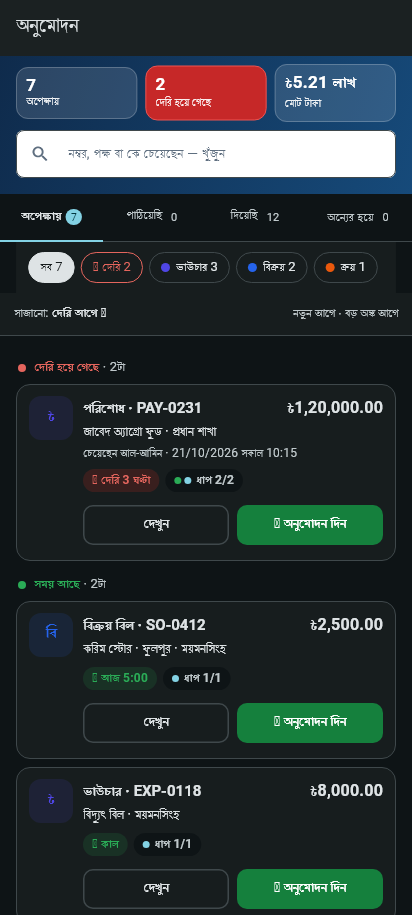 অনুমোদন
7
অপেক্ষায়
2
দেরি হয়ে গেছে
৳5.21 লাখ
মোট টাকা
নম্বর, পক্ষ বা কে চেয়েছেন — খুঁজুন
অপেক্ষায় 7
পাঠিয়েছি 0
দিয়েছি 12
অন্যের হয়ে 0
সব 7
দেরি 2
ভাউচার 3
বিক্রয় 2
ক্রয় 1
সাজানো: দেরি আগে
নতুন আগে · বড় অঙ্ক আগে
দেরি হয়ে গেছে · 2টা
৳
পরিশোধ · PAY-0231
৳1,20,000.00
জাবেদ অ্যাগ্রো ফুড · প্রধান শাখা
চেয়েছেন আল-আমিন · 21/10/2026 সকাল 10:15
দেরি 3 ঘণ্টা
ধাপ 2/2
দেখুন
অনুমোদন দিন
সময় আছে · 2টা
বি
বিক্রয় বিল · SO-0412
৳2,500.00
করিম স্টোর · ফুলপুর · ময়মনসিংহ
আজ 5:00
ধাপ 1/1
দেখুন
অনুমোদন দিন
৳
ভাউচার · EXP-0118
৳8,000.00
বিদ্যুৎ বিল · ময়মনসিংহ
কাল
ধাপ 1/1
দেখুন
অনুমোদন দিন